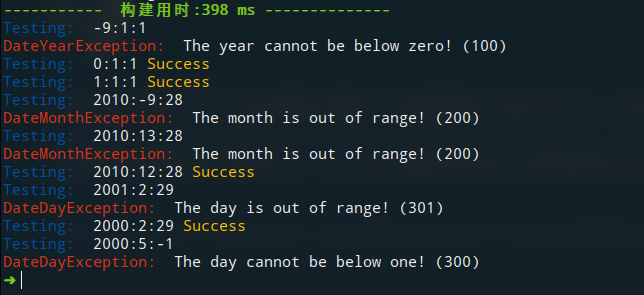 ----------- 构建用时:398 ms --------------
Testing:  -9:1:1
DateYearException:  The year cannot be below zero! (100)
Testing:  0:1:1 Success
Testing:  1:1:1 Success
Testing:  2010:-9:28
DateMonthException:  The month is out of range! (200)
Testing:  2010:13:28
DateMonthException:  The month is out of range! (200)
Testing:  2010:12:28 Success
Testing:  2001:2:29
DateDayException:  The day is out of range! (301)
Testing:  2000:2:29 Success
Testing:  2000:5:-1
DateDayException:  The day cannot be below one! (300)
➜